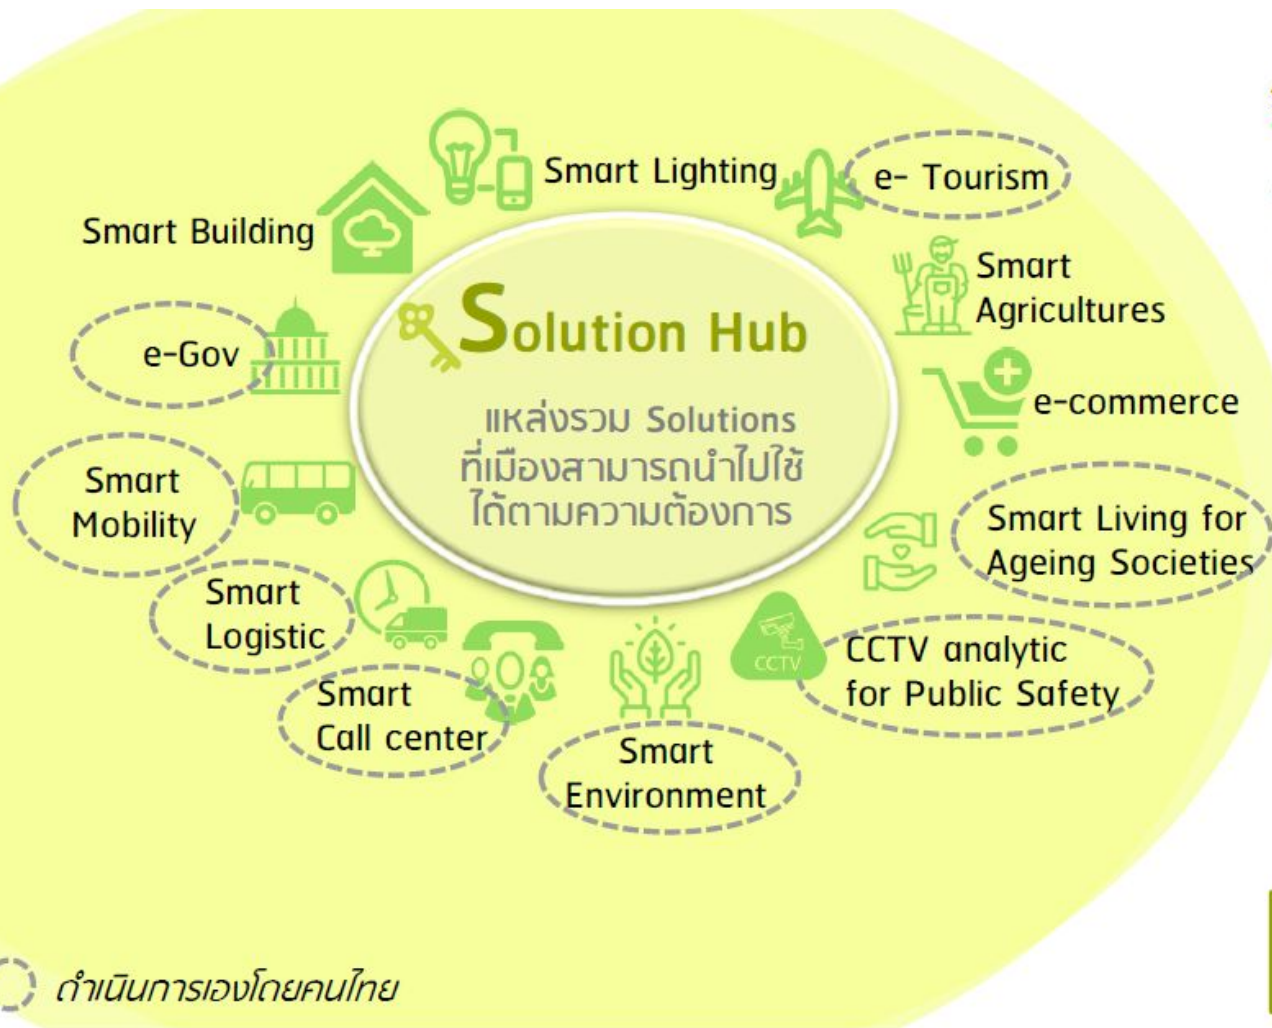 Smart Lighting
e- Tourism
Smart Building
Smart
Agricultures
e-Gov
e-commerce
Solution Hub
แหล่งรวม Solutions
ที่เมืองสามารถนำไปใช้
ได้ตามความต้องการ
Smart
Mobility
Smart Living for
Ageing Societies
Smart
Logistic
CCTV
CCTV analytic
for Public Safety
Smart
Call center
Smart
Environment
ดำเนินการเองโดยคนไทย